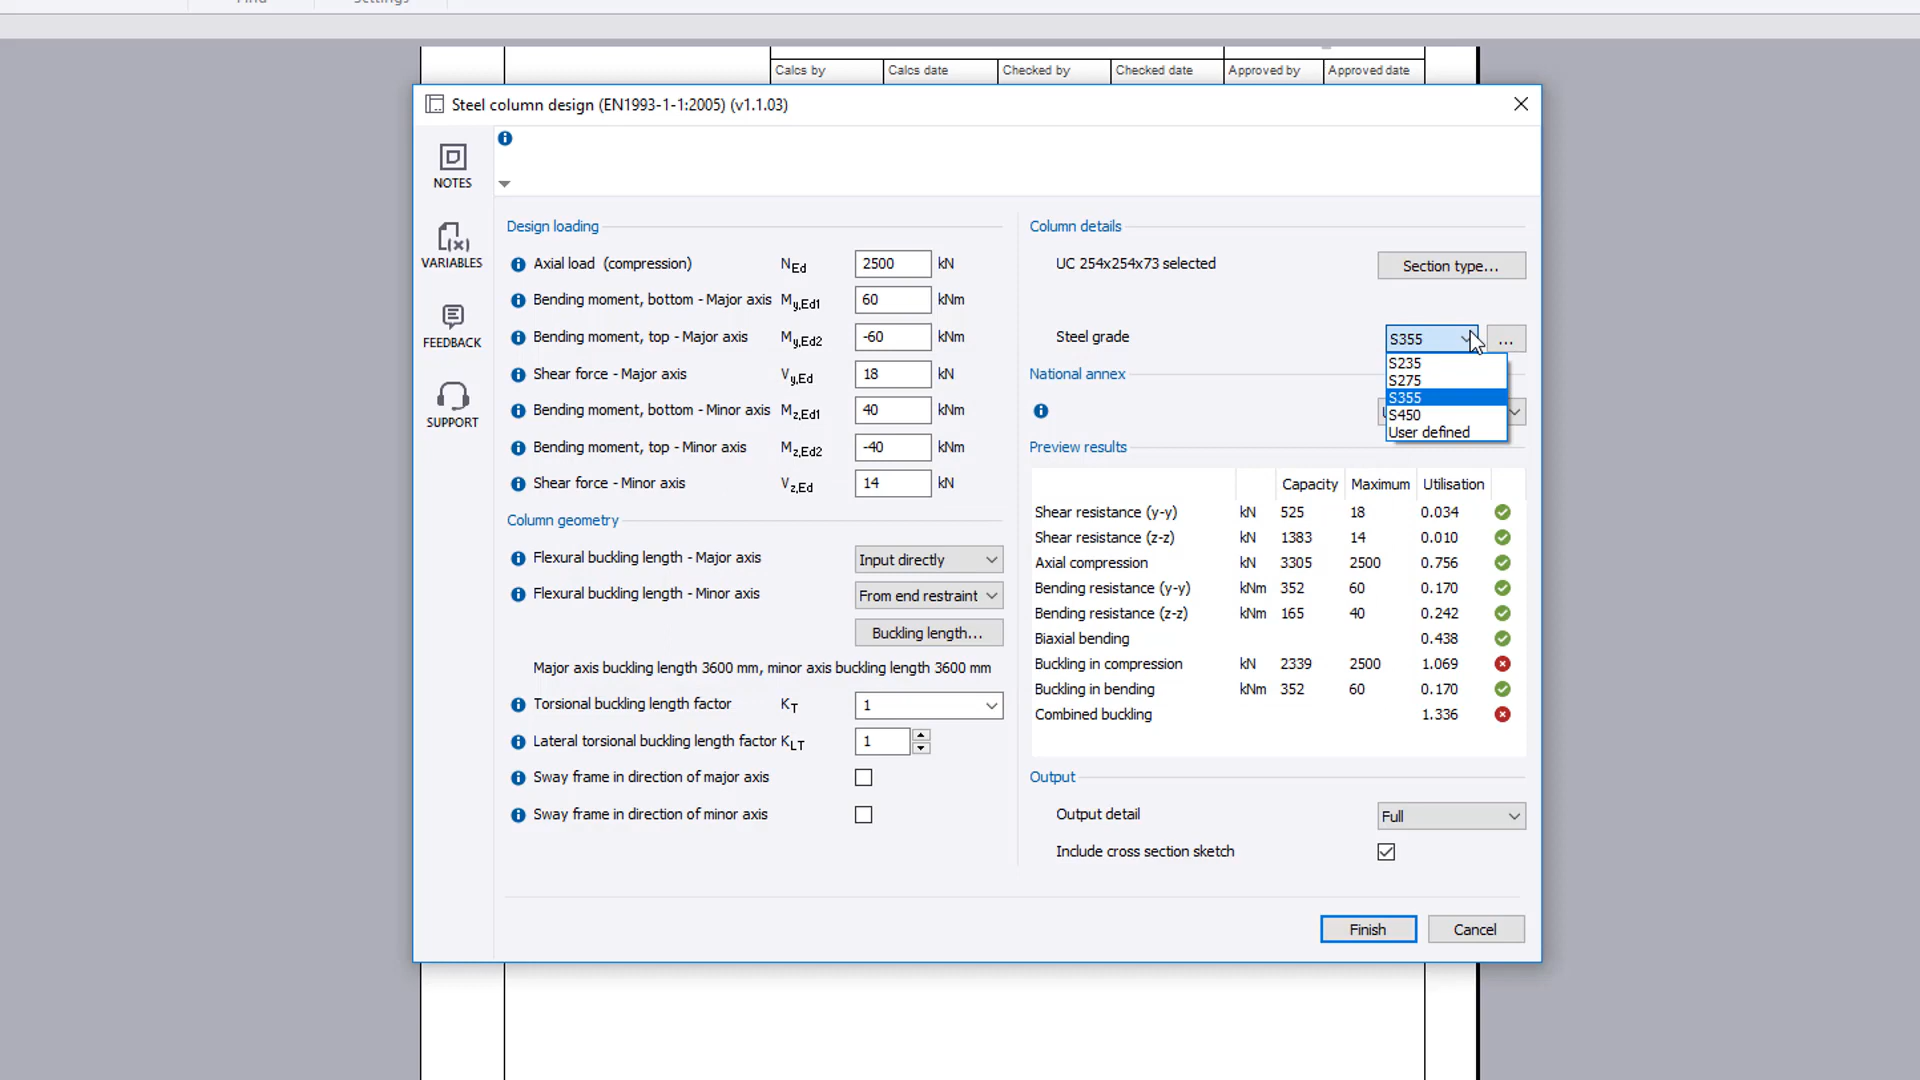 Find Settings
Calcs by Calcs date Checked by Checked date Approved by Approved date
Steel column design (EN1993-1-1:2005) (v1.1.03)
NOTES
VARIABLES
FEEDBACK
SUPPORT
Design loading
Axial load (compression) NEd 2500 kN
Bending moment, bottom - Major axis My,Ed1 60 kNm
Bending moment, top - Major axis My,Ed2 -60 kNm
Shear force - Major axis Vy,Ed 18 kN
Bending moment, bottom - Minor axis Mz,Ed1 40 kNm
Bending moment, top - Minor axis Mz,Ed2 -40 kNm
Shear force - Minor axis Vz,Ed 14 kN
Column geometry
Flexural buckling length - Major axis Input directly
Flexural buckling length - Minor axis From end restraint
Buckling length...
Major axis buckling length 3600 mm, minor axis buckling length 3600 mm
Torsional buckling length factor KT 1
Lateral torsional buckling length factor KLT 1
Sway frame in direction of major axis
Sway frame in direction of minor axis
Column details
UC 254x254x73 selected Section type...
Steel grade S355 ...
S235
S275
S355
S450
User defined
National annex
Preview results
Capacity Maximum Utilisation
Shear resistance (y-y) kN 525 18 0.034
Shear resistance (z-z) kN 1383 14 0.010
Axial compression kN 3305 2500 0.756
Bending resistance (y-y) kNm 352 60 0.170
Bending resistance (z-z) kNm 165 40 0.242
Biaxial bending 0.438
Buckling in compression kN 2339 2500 1.069
Buckling in bending kNm 352 60 0.170
Combined buckling 1.336
Output
Output detail Full
Include cross section sketch
Finish Cancel